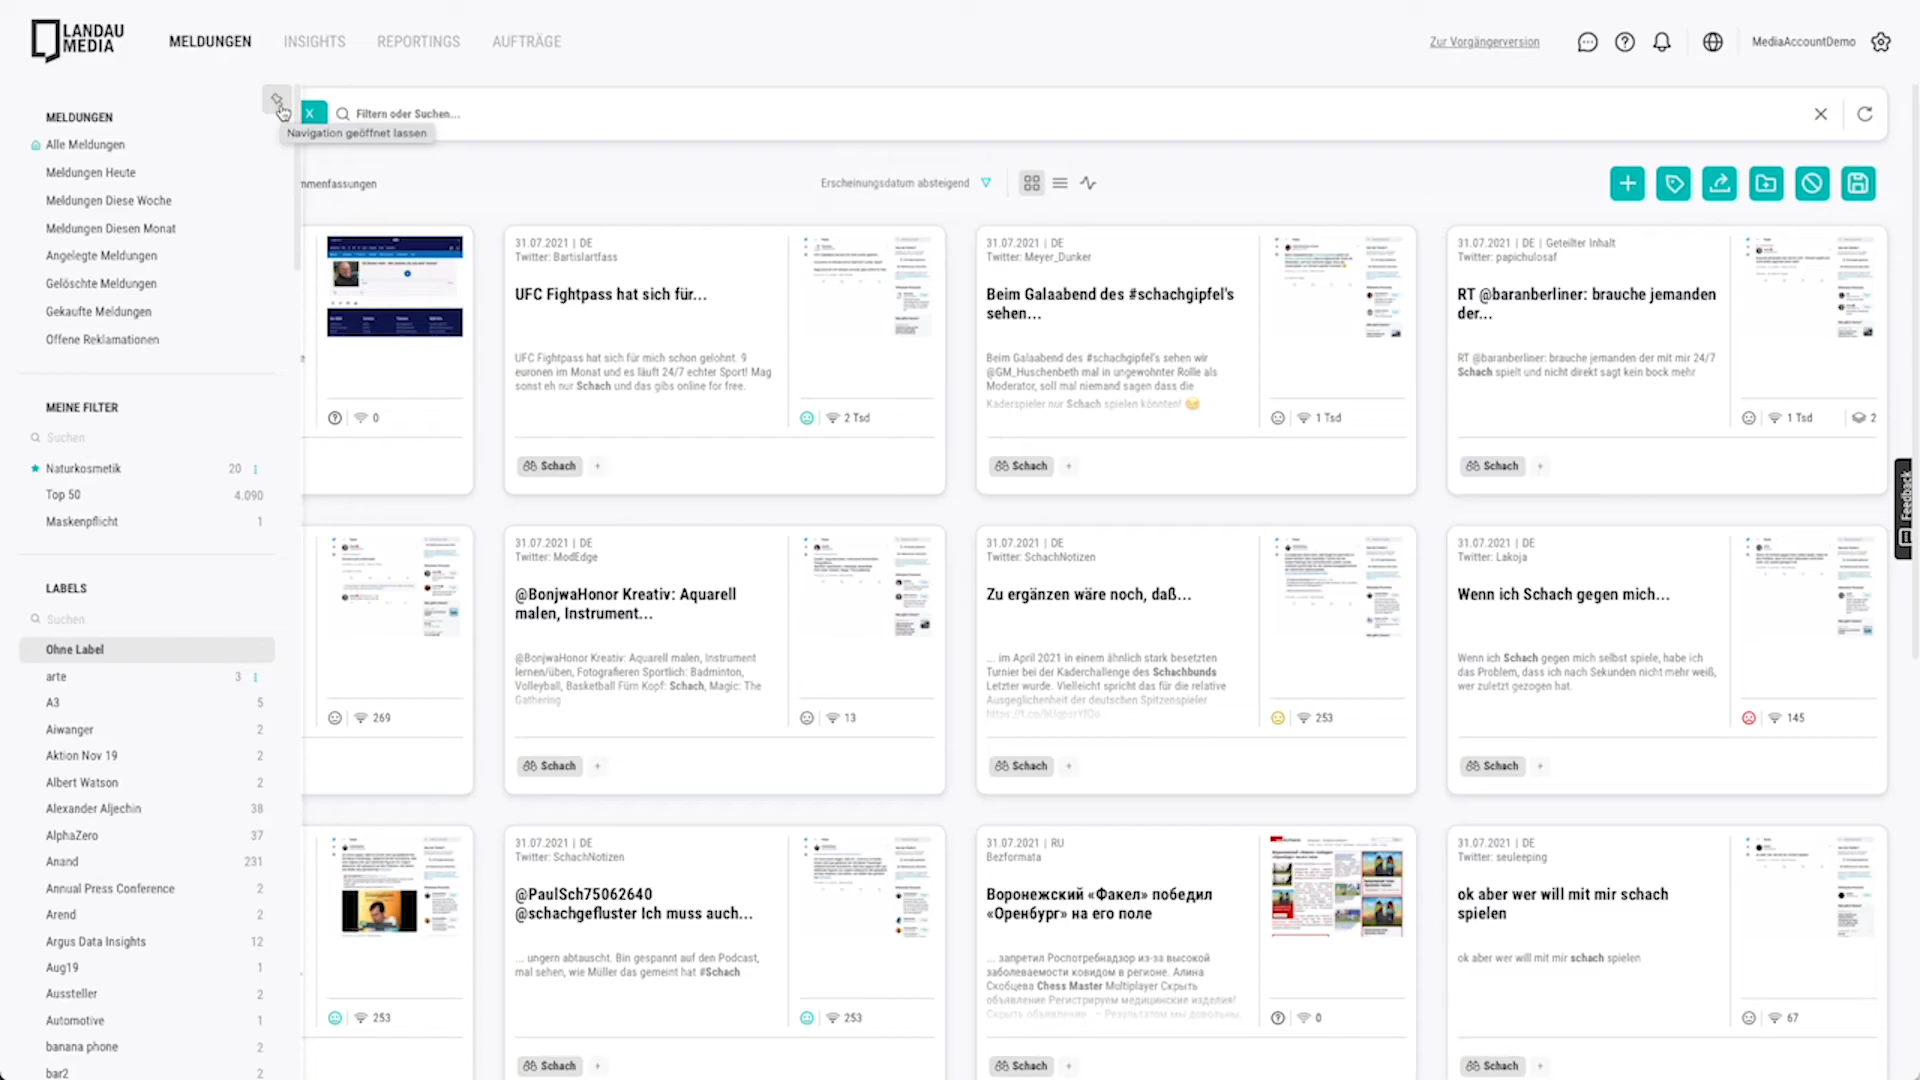 LANDAU
MEDIA
MELDUNGEN
INSIGHTS
REPORTINGS
AUFTRÄGE
Zur Vorgängerversion
MediaAccountDemo
MELDUNGEN
Alle Meldungen
Meldungen Heute
Meldungen Diese Woche
Meldungen Diesen Monat
Angelegte Meldungen
Gelöschte Meldungen
Gekaufte Meldungen
Offene Reklamationen
MEINE FILTER
Suchen
Naturkosmetik 20
Top 50 4.090
Maskenpflicht 1
LABELS
Suchen
Ohne Label
arte 3
A3 5
Aiwanger 2
Aktion Nov 19 2
Albert Watson 2
Alexander Aljechin 38
AlphaZero 37
Anand 231
Annual Press Conference 2
Arend 2
Argus Data Insights 12
Aug19 1
Aussteller 2
Automotive 1
banana phone 2
bar2 2
X
Filtern oder Suchen...
Navigation geöffnet lassen
mmenfassungen
Erscheinungsdatum absteigend
0
31.07.2021 | DE
Twitter: Bartislartfass
UFC Fightpass hat sich für...
UFC Fightpass hat sich für mich schon gelohnt. 9
euronen im Monat und es läuft 24/7 echter Sport! Mag
sonst eh nur Schach und das gibs online for free.
2 Tsd
Schach +
31.07.2021 | DE
Twitter: Meyer_Dunker
Beim Galaabend des #schachgipfel's
sehen...
Beim Galaabend des #schachgipfel's sehen wir
@GM_Huschenbeth mal in ungewohnter Rolle als
Moderator, soll mal niemand sagen dass die
Kaderspieler nur Schach spielen könnten! 😄
1 Tsd
Schach +
31.07.2021 | DE | Geteilter Inhalt
Twitter: papichulosaf
RT @baranberliner: brauche jemanden
der...
RT @baranberliner: brauche jemanden der mit mir 24/7
Schach spielt und nicht direkt sagt kein bock mehr
1 Tsd
2
Schach +
269
31.07.2021 | DE
Twitter: ModEdge
@BonjwaHonor Kreativ: Aquarell
malen, Instrument...
@BonjwaHonor Kreativ: Aquarell malen, Instrument
lernen/üben, Fotografieren Sportlich: Badminton,
Volleyball, Basketball Fürn Kopf: Schach, Magic: The
Gathering
13
Schach +
31.07.2021 | DE
Twitter: SchachNotizen
Zu ergänzen wäre noch, daß...
... im April 2021 in einem ähnlich stark besetzten
Turnier bei der Kaderchallenge des Schachbunds
Letzter wurde. Vielleicht spricht das für die relative
Ausgeglichenheit der deutschen Spitzenspieler
253
Schach +
31.07.2021 | DE
Twitter: Lakoja
Wenn ich Schach gegen mich...
Wenn ich Schach gegen mich selbst spiele, habe ich
das Problem, dass ich nach Sekunden nicht mehr weiß,
wer zuletzt gezogen hat.
145
Schach +
253
31.07.2021 | DE
Twitter: SchachNotizen
@PaulSch75062640
@schachgefluster Ich muss auch...
... ungern abtauscht. Bin gespannt auf den Podcast,
mal sehen, wie Müller das gemeint hat #Schach
253
Schach +
31.07.2021 | RU
Bezformata
Воронежский «Факел» победил
«Оренбург» на его поле
... запретил Роспотребнадзор из-за высокой
заболеваемости ковидом в регионе. Алина
Скобцева Chess Master Multiplayer Скрыть
объявление Регистрируем медицинские изделия!
Скрыть объявление – Результатом мы довольны.
0
Schach +
31.07.2021 | DE
Twitter: seuleeping
ok aber wer will mit mir schach
spielen
ok aber wer will mit mir schach spielen
67
Schach +
Feedback